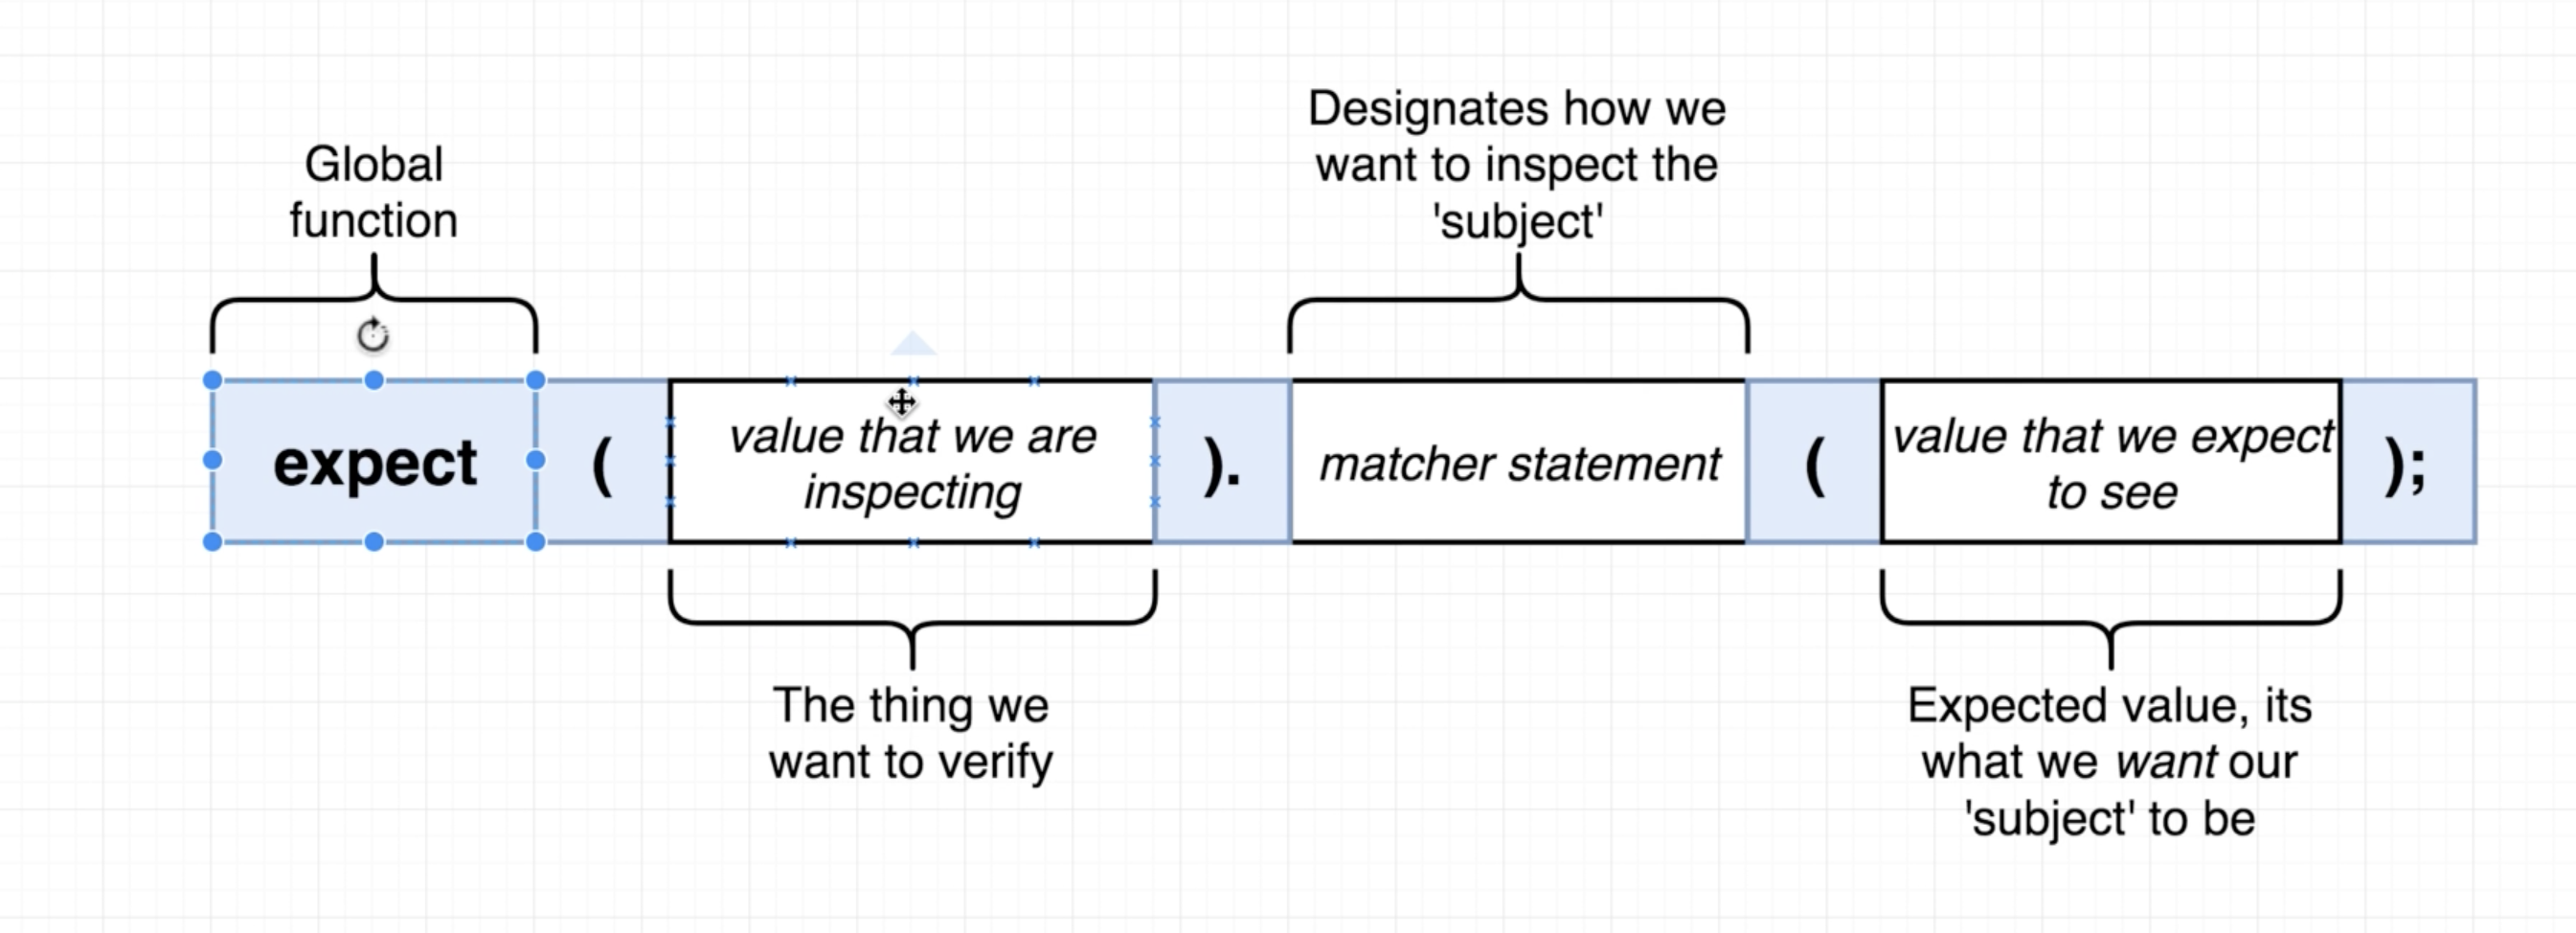 Global
function
Designates how we
want to inspect the
'subject'
expect ( value that we are inspecting ). matcher statement ( value that we expect to see );
The thing we
want to verify
Expected value, its
what we want our
'subject' to be